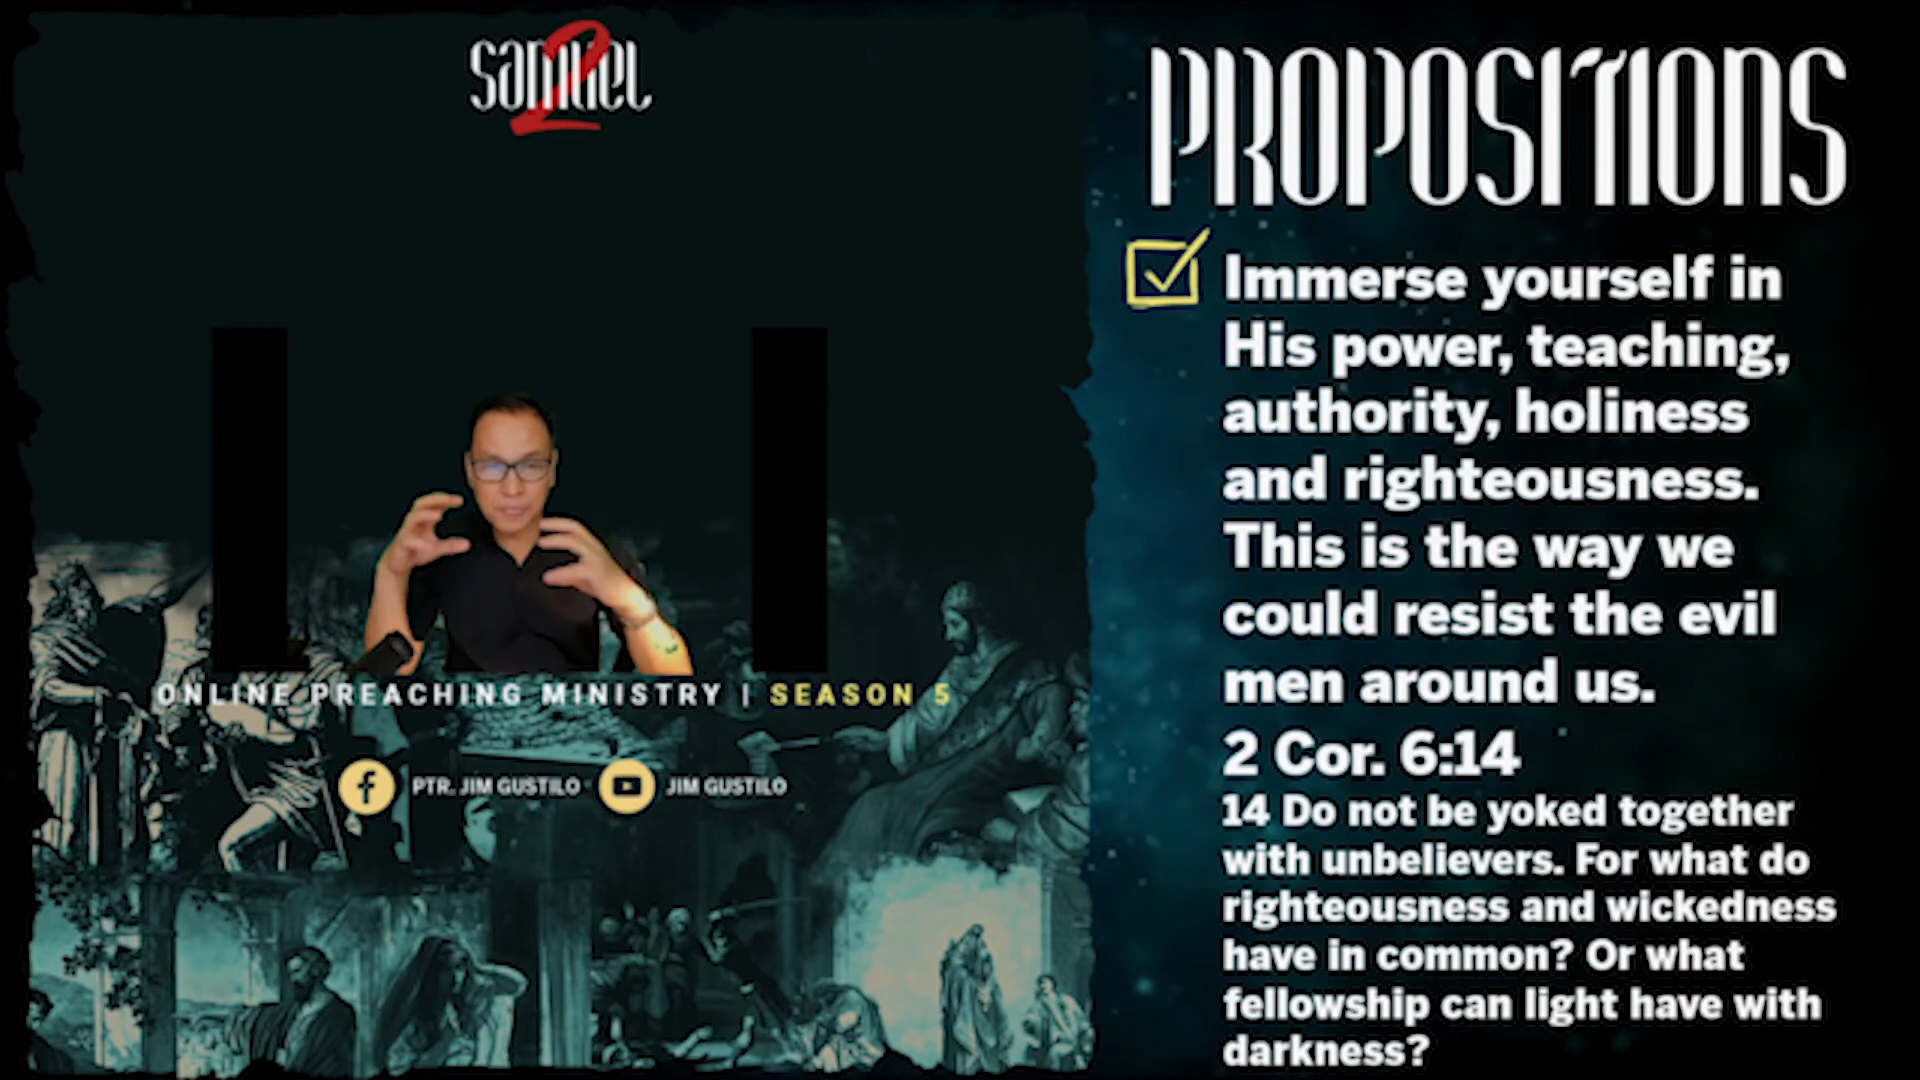 Samuel
2
ONLINE PREACHING MINISTRY | SEASON 5
PTR. JIM GUSTILO
JIM GUSTILO
PROPOSITIONS
Immerse yourself in
His power, teaching,
authority, holiness
and righteousness.
This is the way we
could resist the evil
men around us.
2 Cor. 6:14
14 Do not be yoked together
with unbelievers. For what do
righteousness and wickedness
have in common? Or what
fellowship can light have with
darkness?